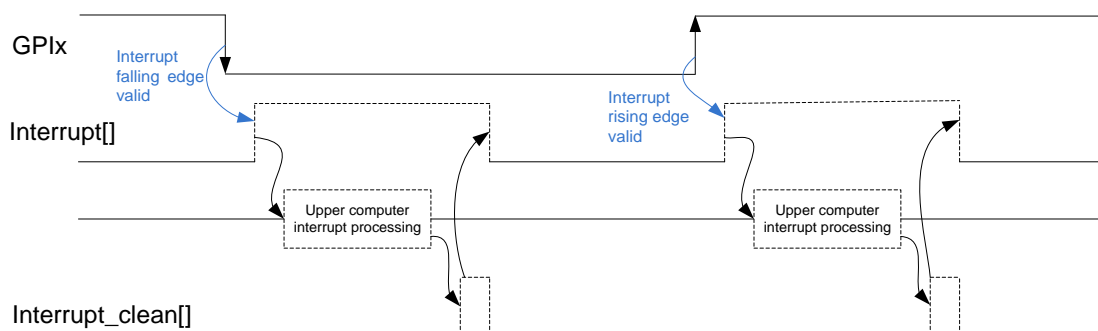 GPIx
Interrupt
falling edge
valid
Interrupt
rising edge
valid
Interrupt[]
Upper computer
interrupt processing
Upper computer
interrupt processing
Interrupt_clean[]